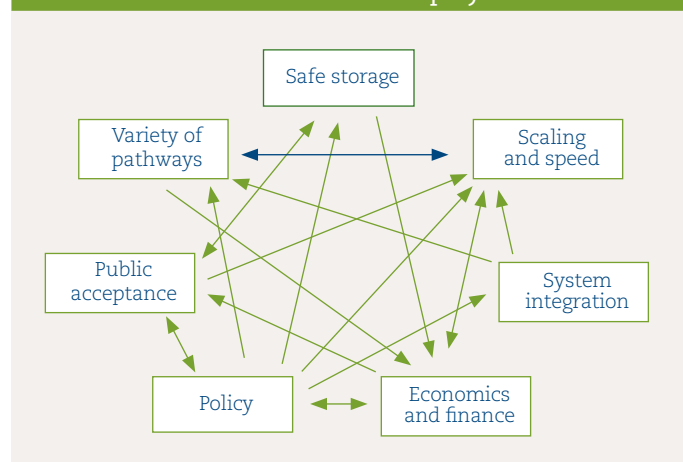 Safe storage
Variety of
pathways
Scaling
and speed
Public
acceptance
System
integration
Policy
Economics
and finance